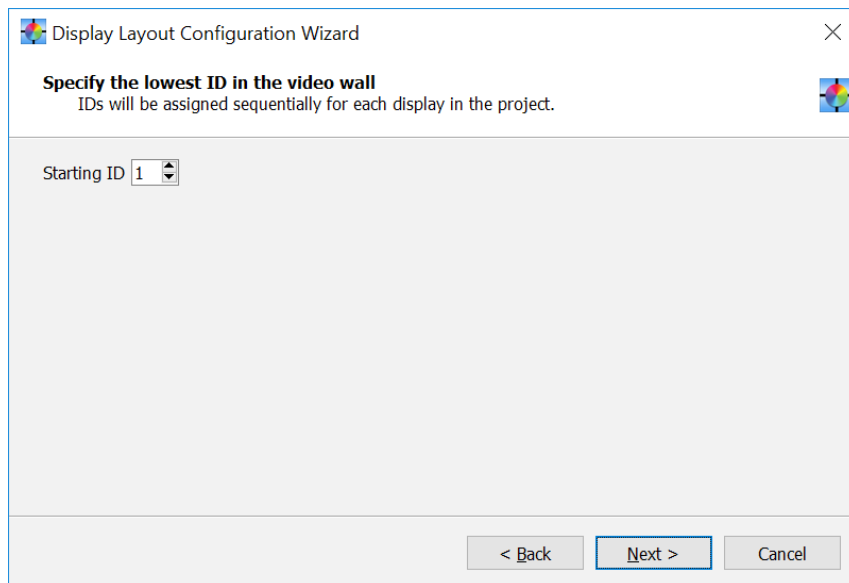 Display Layout Configuration Wizard
Specify the lowest ID in the video wall
IDs will be assigned sequentially for each display in the project.
Starting ID 1
< Back Next > Cancel